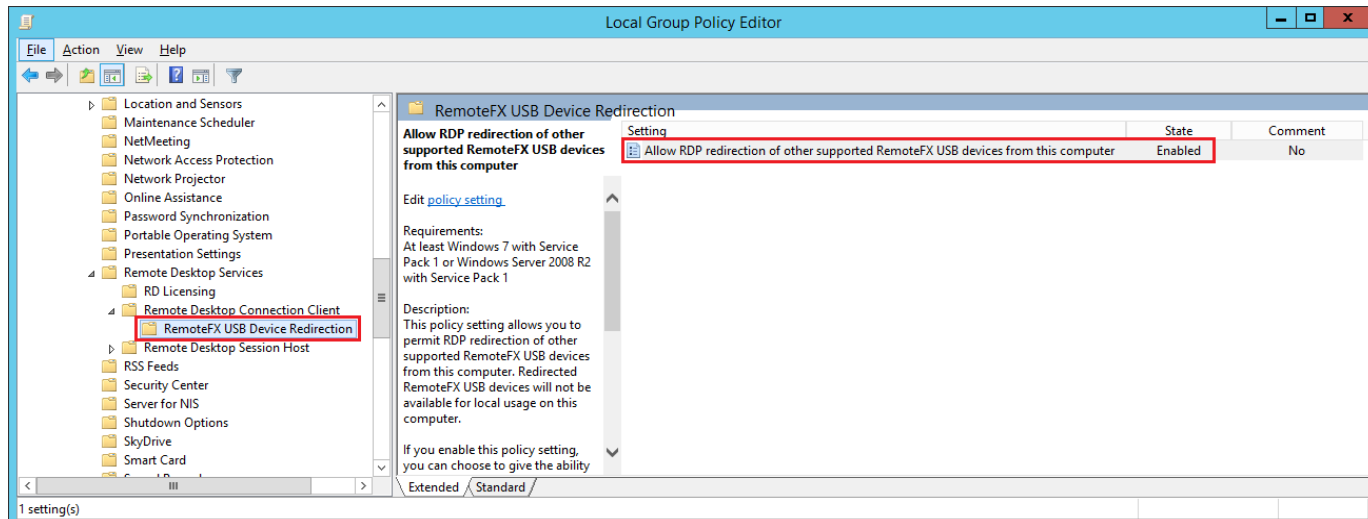 Local Group Policy Editor
File Action View Help
Location and Sensors
Maintenance Scheduler
NetMeeting
Network Access Protection
Network Projector
Online Assistance
Password Synchronization
Portable Operating System
Presentation Settings
Remote Desktop Services
RD Licensing
Remote Desktop Connection Client
RemoteFX USB Device Redirection
Remote Desktop Session Host
RSS Feeds
Security Center
Server for NIS
Shutdown Options
SkyDrive
Smart Card
RemoteFX USB Device Redirection
Allow RDP redirection of other
supported RemoteFX USB devices
from this computer
Edit policy setting
Requirements:
At least Windows 7 with Service
Pack 1 or Windows Server 2008 R2
with Service Pack 1
Description:
This policy setting allows you to
permit RDP redirection of other
supported RemoteFX USB devices
from this computer. Redirected
RemoteFX USB devices will not be
available for local usage on this
computer.
If you enable this policy setting,
you can choose to give the ability
Setting State Comment
Allow RDP redirection of other supported RemoteFX USB devices from this computer Enabled No
Extended Standard
1 setting(s)